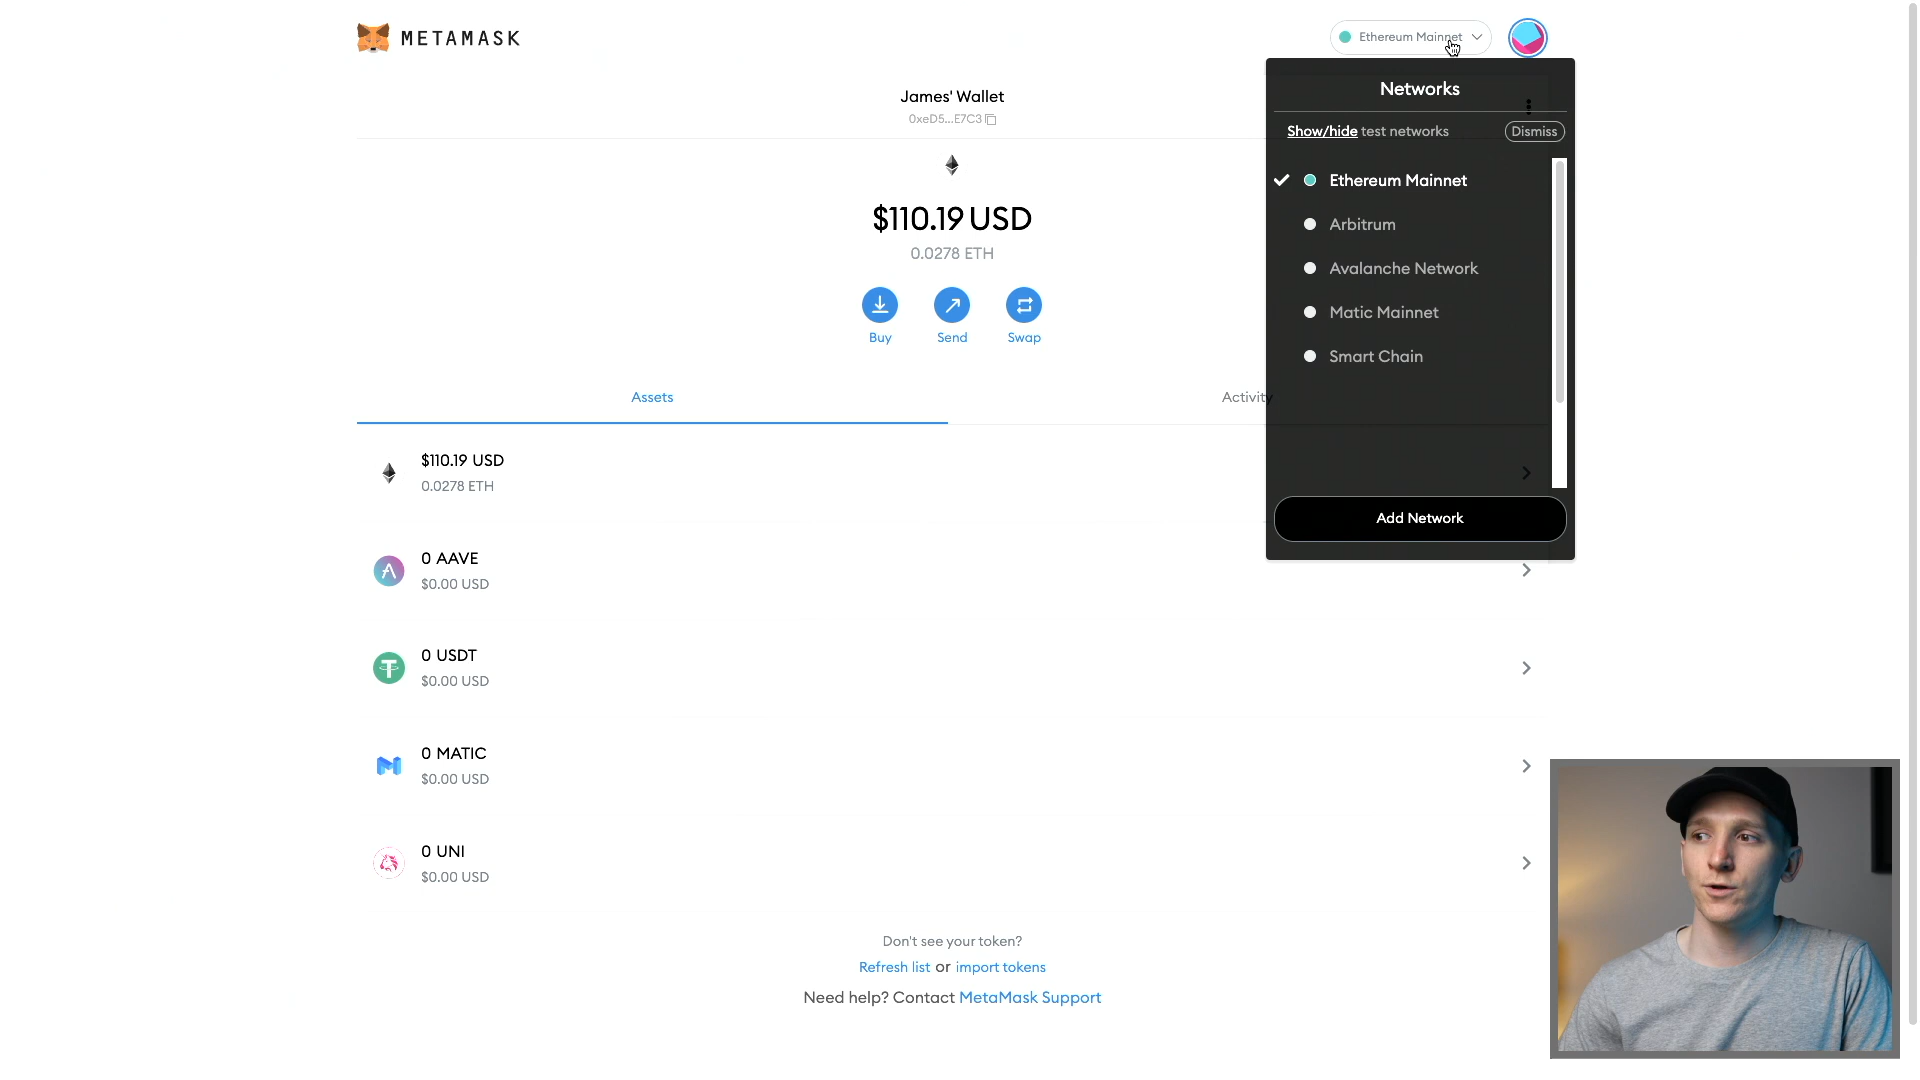 METAMASK
Ethereum Mainnet
James' Wallet
0xeD5...E7C3
$110.19 USD
0.0278 ETH
Buy
Send
Swap
Assets
Activity
$110.19 USD
0.0278 ETH
0 AAVE
$0.00 USD
0 USDT
$0.00 USD
0 MATIC
$0.00 USD
0 UNI
$0.00 USD
Don't see your token?
Refresh list or import tokens
Need help? Contact MetaMask Support
Networks
Show/hide test networks
Dismiss
Ethereum Mainnet
Arbitrum
Avalanche Network
Matic Mainnet
Smart Chain
Add Network